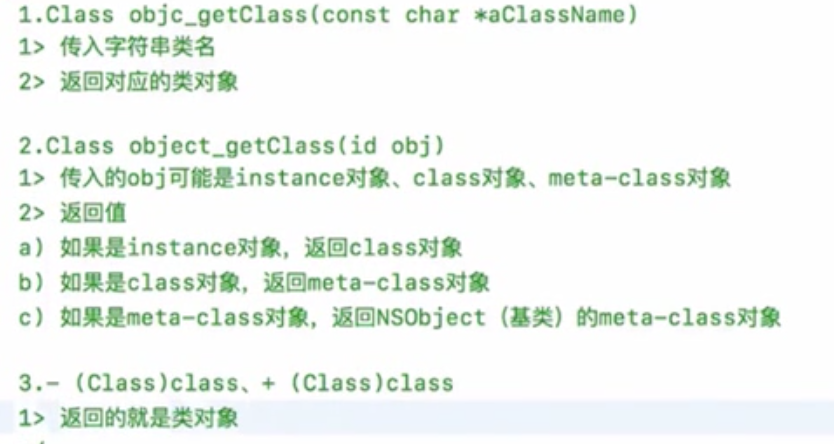 1.Class objc_getClass(const char *aClassName)
1> 传入字符串类名
2> 返回对应的类对象
2.Class object_getClass(id obj)
1> 传入的obj可能是instance对象、class对象、meta-class对象
2> 返回值
a) 如果是instance对象，返回class对象
b) 如果是class对象，返回meta-class对象
c) 如果是meta-class对象，返回NSObject（基类）的meta-class对象
3.- (Class)class、+ (Class)class
1> 返回的就是类对象